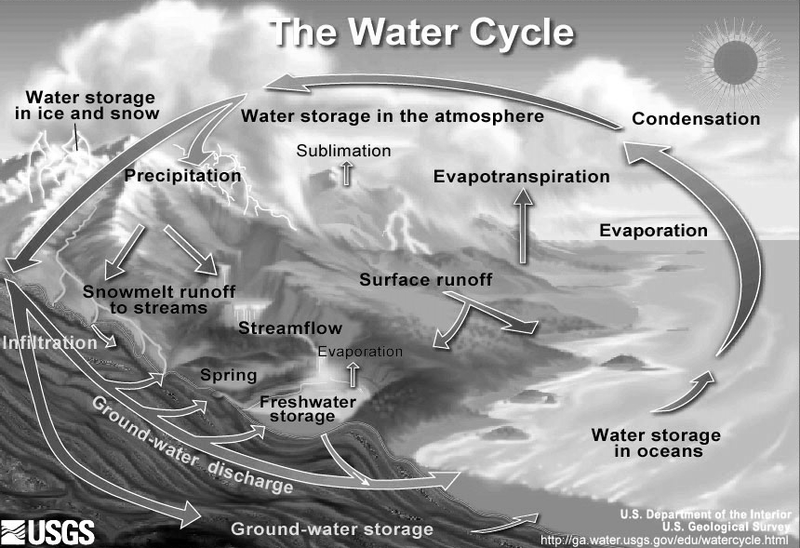 The Water Cycle
Water storage
in ice and snow
Water storage in the atmosphere
Condensation
Sublimation
Precipitation
Evapotranspiration
Evaporation
Surface runoff
Snowmelt runoff
to streams
Streamflow
Infiltration
Evaporation
Spring
Freshwater
storage
Ground-water discharge
Water storage
in oceans
U.S. Department of the Interior
U.S. Geological Survey
http://ga.water.usgs.gov/edu/watercycle.html
USGS
Ground-water storage